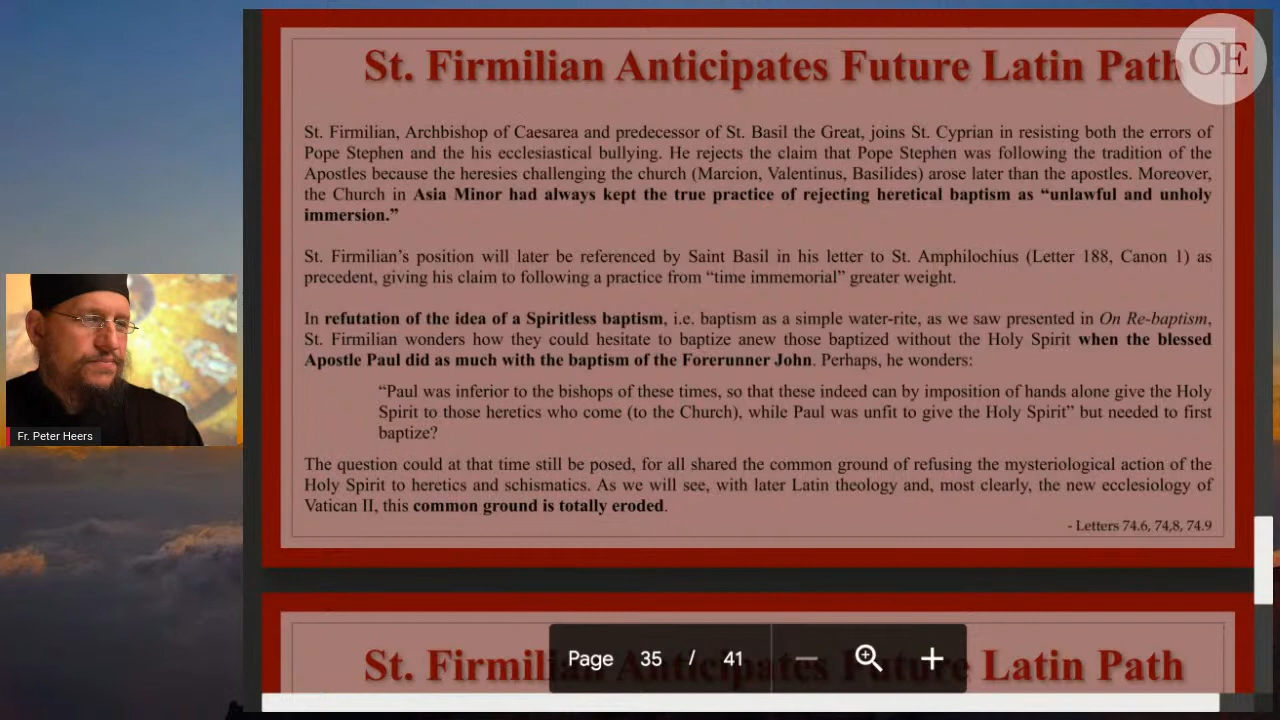 St. Firmilian Anticipates Future Latin Path
OE
St. Firmilian, Archbishop of Caesarea and predecessor of St. Basil the Great, joins St. Cyprian in resisting both the errors of
Pope Stephen and the his ecclesiastical bullying. He rejects the claim that Pope Stephen was following the tradition of the
Apostles because the heresies challenging the church (Marcion, Valentinus, Basilides) arose later than the apostles. Moreover,
the Church in Asia Minor had always kept the true practice of rejecting heretical baptism as “unlawful and unholy
immersion.”
St. Firmilian’s position will later be referenced by Saint Basil in his letter to St. Amphilochius (Letter 188, Canon 1) as
precedent, giving his claim to following a practice from “time immemorial” greater weight.
In refutation of the idea of a Spiritless baptism, i.e. baptism as a simple water-rite, as we saw presented in On Re-baptism,
St. Firmilian wonders how they could hesitate to baptize anew those baptized without the Holy Spirit when the blessed
Apostle Paul did as much with the baptism of the Forerunner John. Perhaps, he wonders:
“Paul was inferior to the bishops of these times, so that these indeed can by imposition of hands alone give the Holy
Spirit to those heretics who come (to the Church), while Paul was unfit to give the Holy Spirit” but needed to first
baptize?
The question could at that time still be posed, for all shared the common ground of refusing the mysteriological action of the
Holy Spirit to heretics and schismatics. As we will see, with later Latin theology and, most clearly, the new ecclesiology of
Vatican II, this common ground is totally eroded.
- Letters 74.6, 74,8, 74.9
Fr. Peter Heers
St. Firmilian Anticipates Future Latin Path
Page 35 / 41